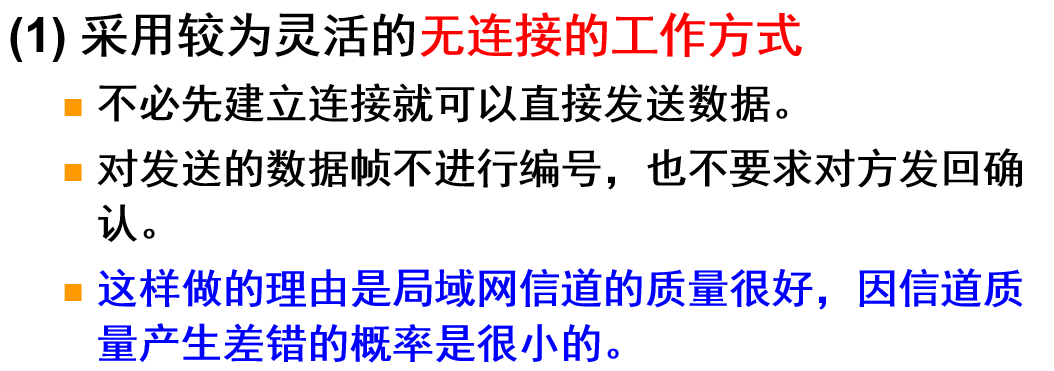 (1) 采用较为灵活的无连接的工作方式
不必先建立连接就可以直接发送数据。
对发送的数据帧不进行编号，也不要求对方发回确
认。
这样做的理由是局域网信道的质量很好，因信道质
量产生差错的概率是很小的。